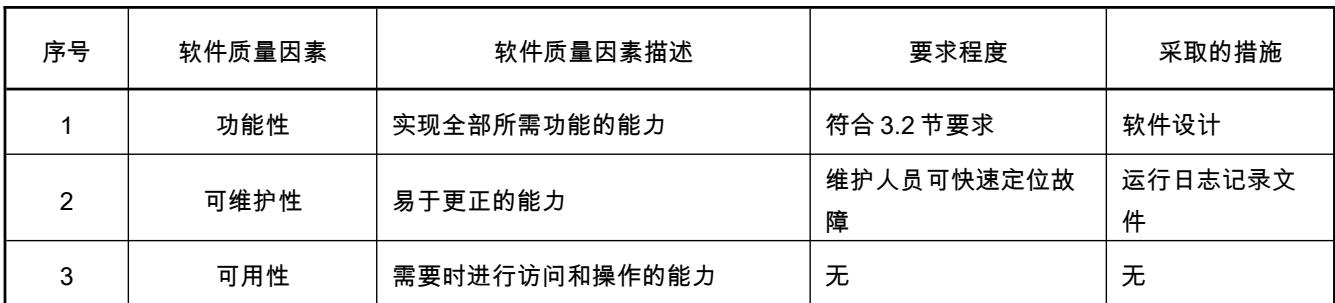 序号 软件质量因素 软件质量因素描述 要求程度 采取的措施
1 功能性 实现全部所需功能的能力 符合 3.2 节要求 软件设计
2 可维护性 易于更正的能力 维护人员可快速定位故 运行日志记录文
障 件
3 可用性 需要时进行访问和操作的能力 无 无